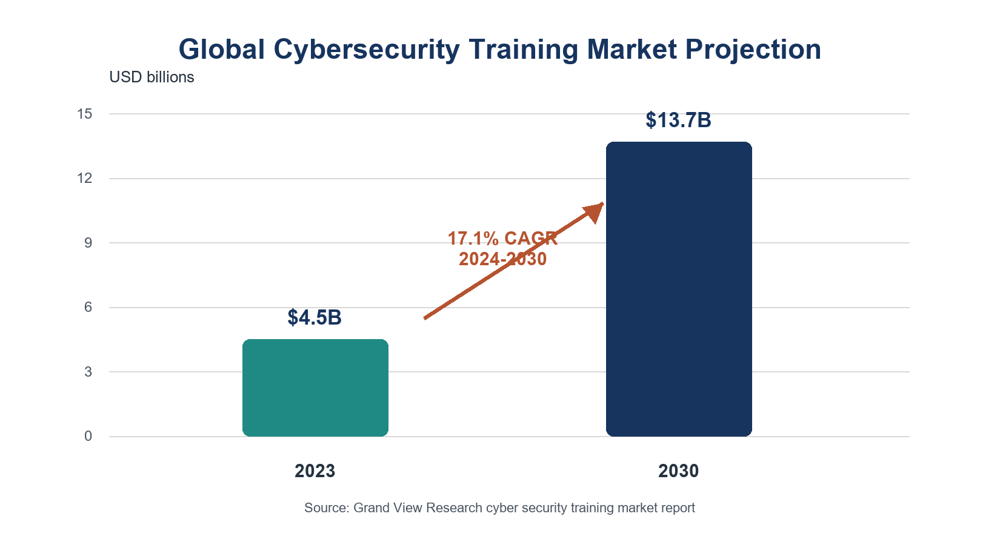 Global Cybersecurity Training Market Projection
USD billions
15
$13.7B
12
9
17.1% CAGR
2024-2030
6
$4.5B
3
0
2023
2030
Source: Grand View Research cyber security training market report